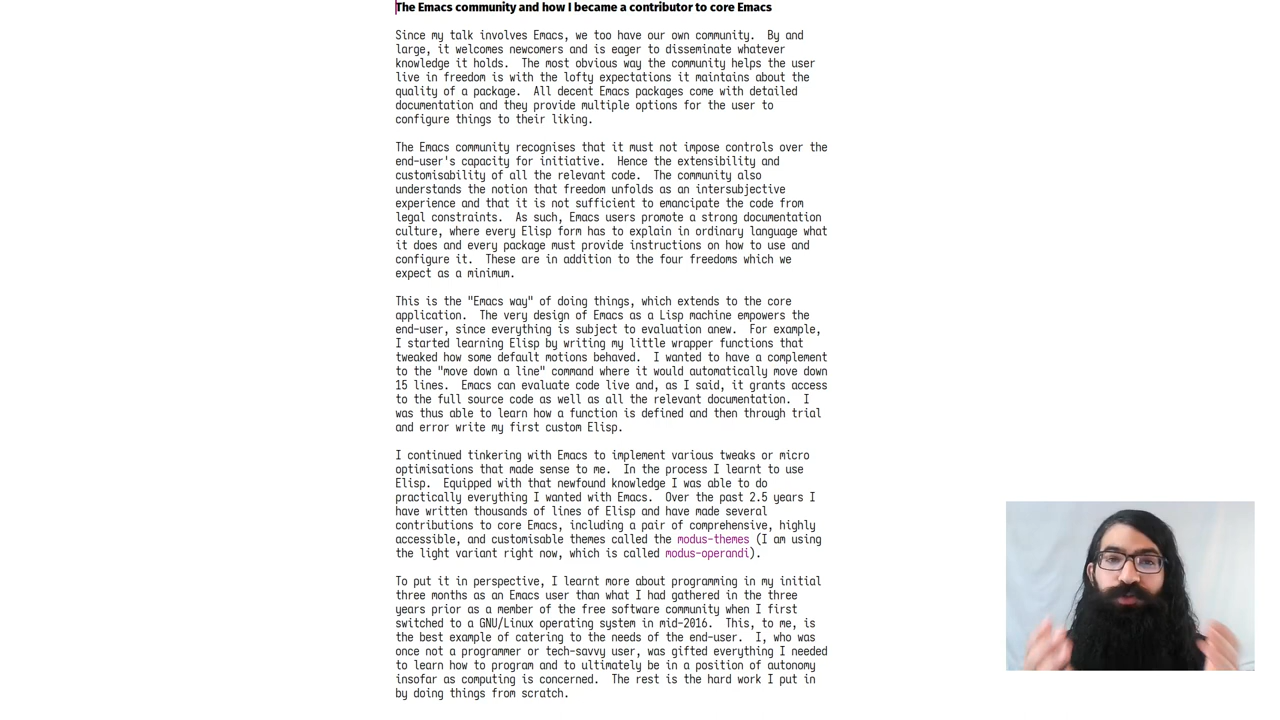 The Emacs community and how I became a contributor to core Emacs
Since my talk involves Emacs, we too have our own community.  By and
large, it welcomes newcomers and is eager to disseminate whatever
knowledge it holds.  The most obvious way the community helps the user
live in freedom is with the lofty expectations it maintains about the
quality of a package.  All decent Emacs packages come with detailed
documentation and they provide multiple options for the user to
configure things to their liking.
The Emacs community recognises that it must not impose controls over the
end-user's capacity for initiative.  Hence the extensibility and
customisability of all the relevant code.  The community also
understands the notion that freedom unfolds as an intersubjective
experience and that it is not sufficient to emancipate the code from
legal constraints.  As such, Emacs users promote a strong documentation
culture, where every Elisp form has to explain in ordinary language what
it does and every package must provide instructions on how to use and
configure it.  These are in addition to the four freedoms which we
expect as a minimum.
This is the "Emacs way" of doing things, which extends to the core
application.  The very design of Emacs as a Lisp machine empowers the
end-user, since everything is subject to evaluation anew.  For example,
I started learning Elisp by writing my little wrapper functions that
tweaked how some default motions behaved.  I wanted to have a complement
to the "move down a line" command where it would automatically move down
15 lines.  Emacs can evaluate code live and, as I said, it grants access
to the full source code as well as all the relevant documentation.  I
was thus able to learn how a function is defined and then through trial
and error write my first custom Elisp.
I continued tinkering with Emacs to implement various tweaks or micro
optimisations that made sense to me.  In the process I learnt to use
Elisp.  Equipped with that newfound knowledge I was able to do
practically everything I wanted with Emacs.  Over the past 2.5 years I
have written thousands of lines of Elisp and have made several
contributions to core Emacs, including a pair of comprehensive, highly
accessible, and customisable themes called the modus-themes (I am using
the light variant right now, which is called modus-operandi).
To put it in perspective, I learnt more about programming in my initial
three months as an Emacs user than what I had gathered in the three
years prior as a member of the free software community when I first
switched to a GNU/Linux operating system in mid-2016.  This, to me, is
the best example of catering to the needs of the end-user.  I, who was
once not a programmer or tech-savvy user, was gifted everything I needed
to learn how to program and to ultimately be in a position of autonomy
insofar as computing is concerned.  The rest is the hard work I put in
by doing things from scratch.